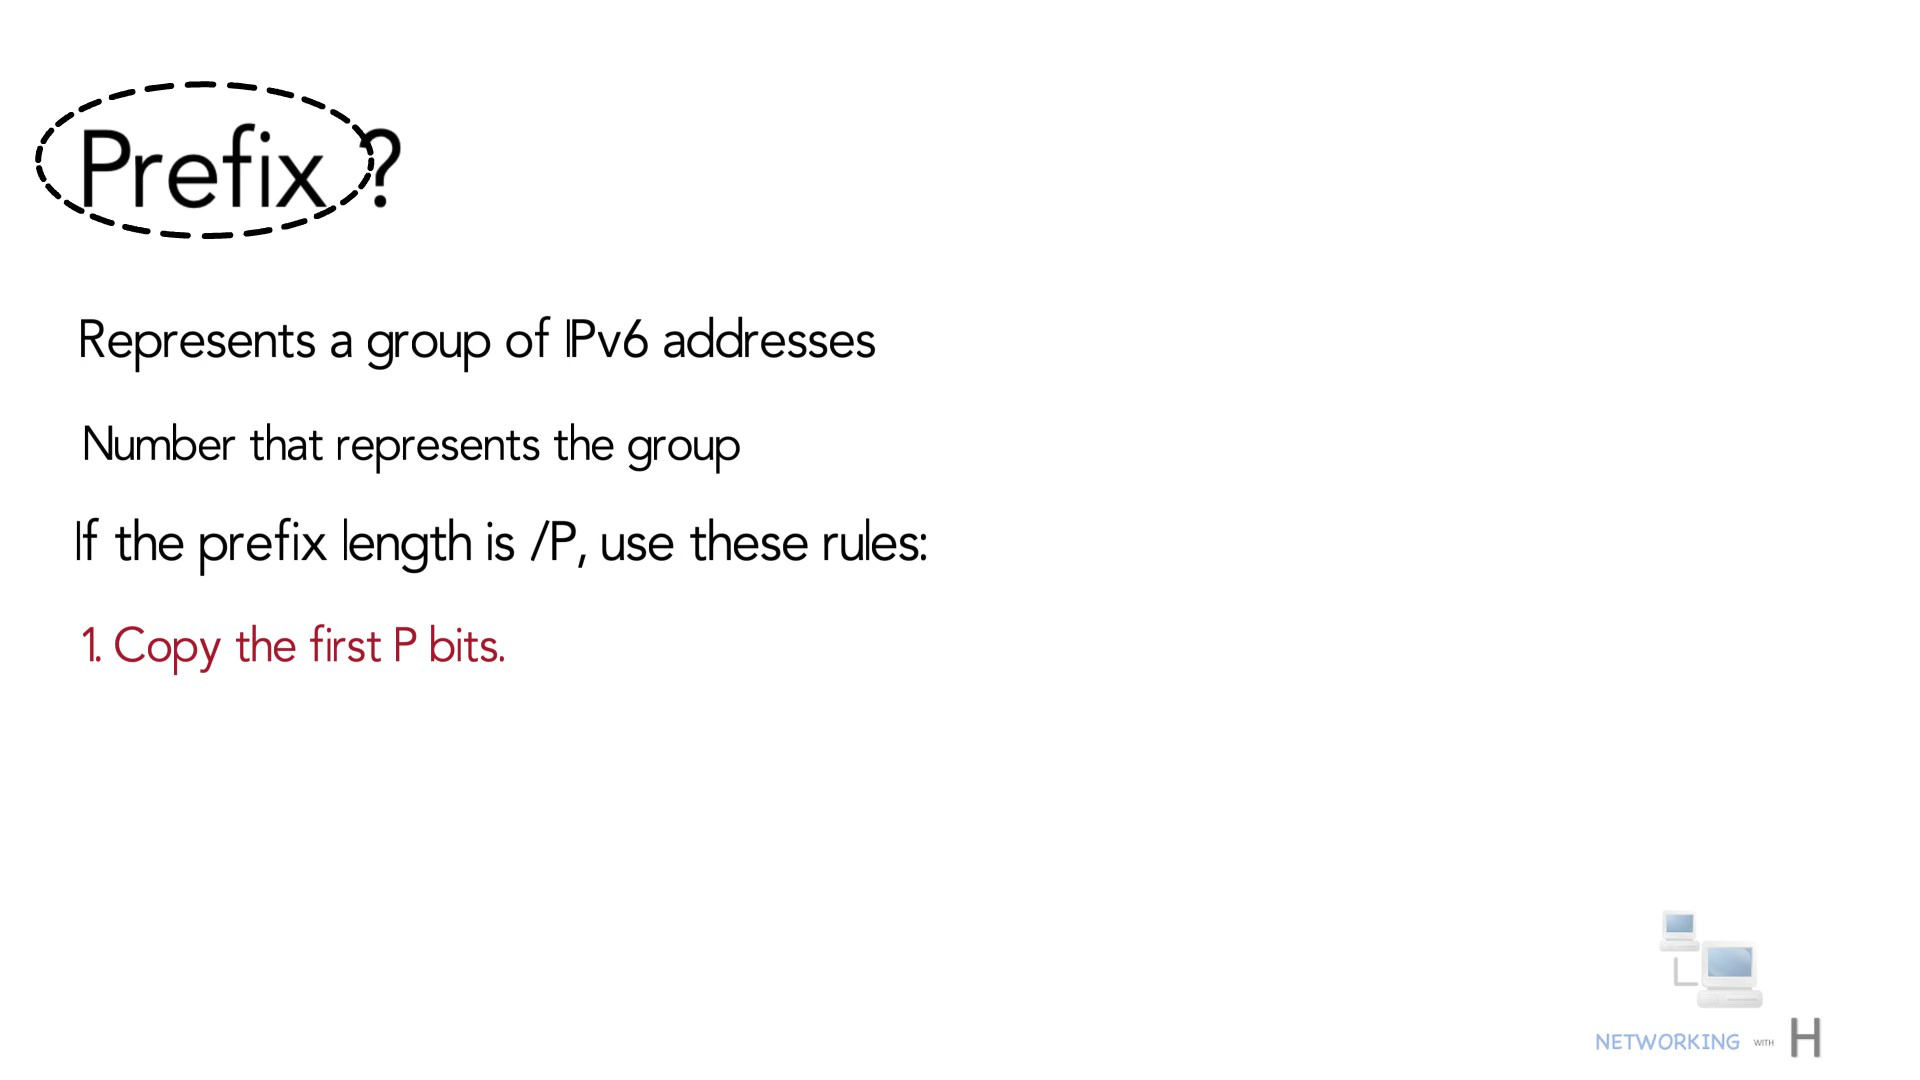 Prefix ?
Represents a group of IPv6 addresses
Number that represents the group
If the prefix length is /P, use these rules:
1. Copy the first P bits.
NETWORKING WITH H